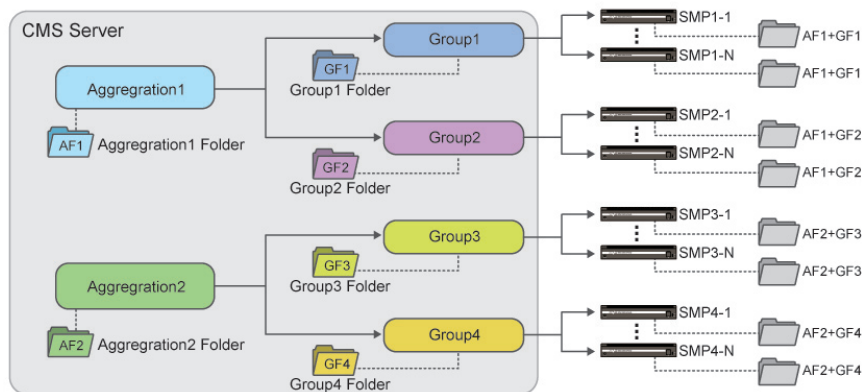 CMS Server
Aggregration1
AF1
Aggregration1 Folder
Group1
GF1
Group1 Folder
SMP1-1
AF1+GF1
SMP1-N
AF1+GF1
Group2
GF2
Group2 Folder
SMP2-1
AF1+GF2
SMP2-N
AF1+GF2
Aggregration2
AF2
Aggregration2 Folder
Group3
GF3
Group3 Folder
SMP3-1
AF2+GF3
SMP3-N
AF2+GF3
Group4
GF4
Group4 Folder
SMP4-1
AF2+GF4
SMP4-N
AF2+GF4